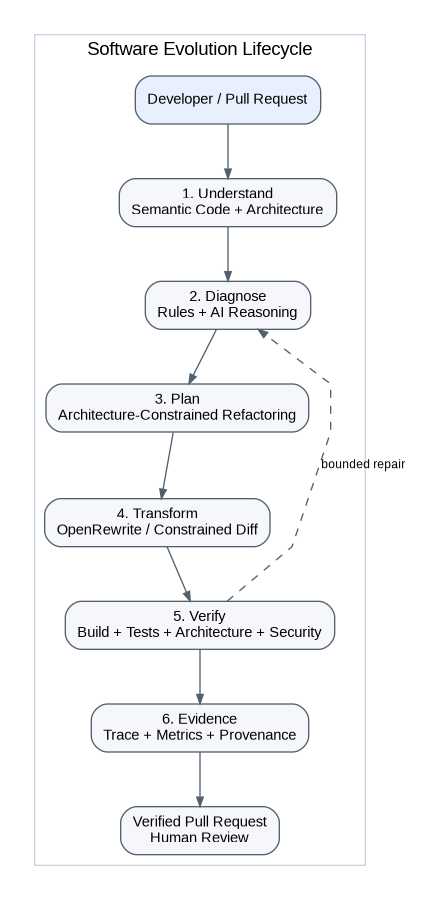 Software Evolution Lifecycle
Developer / Pull Request
1. Understand
Semantic Code + Architecture
2. Diagnose
Rules + AI Reasoning
3. Plan
Architecture-Constrained Refactoring
bounded repair
4. Transform
OpenRewrite / Constrained Diff
5. Verify
Build + Tests + Architecture + Security
6. Evidence
Trace + Metrics + Provenance
Verified Pull Request
Human Review